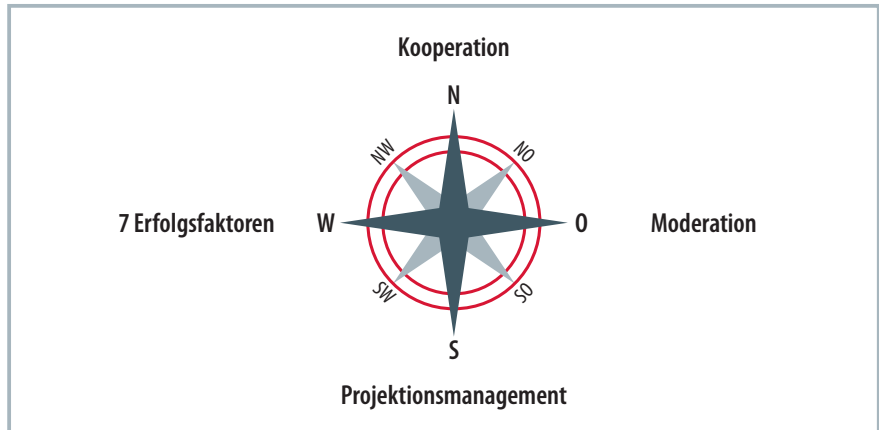 Kooperation
N
NW NO
7 Erfolgsfaktoren W O Moderation
SW SO
S
Projektionsmanagement